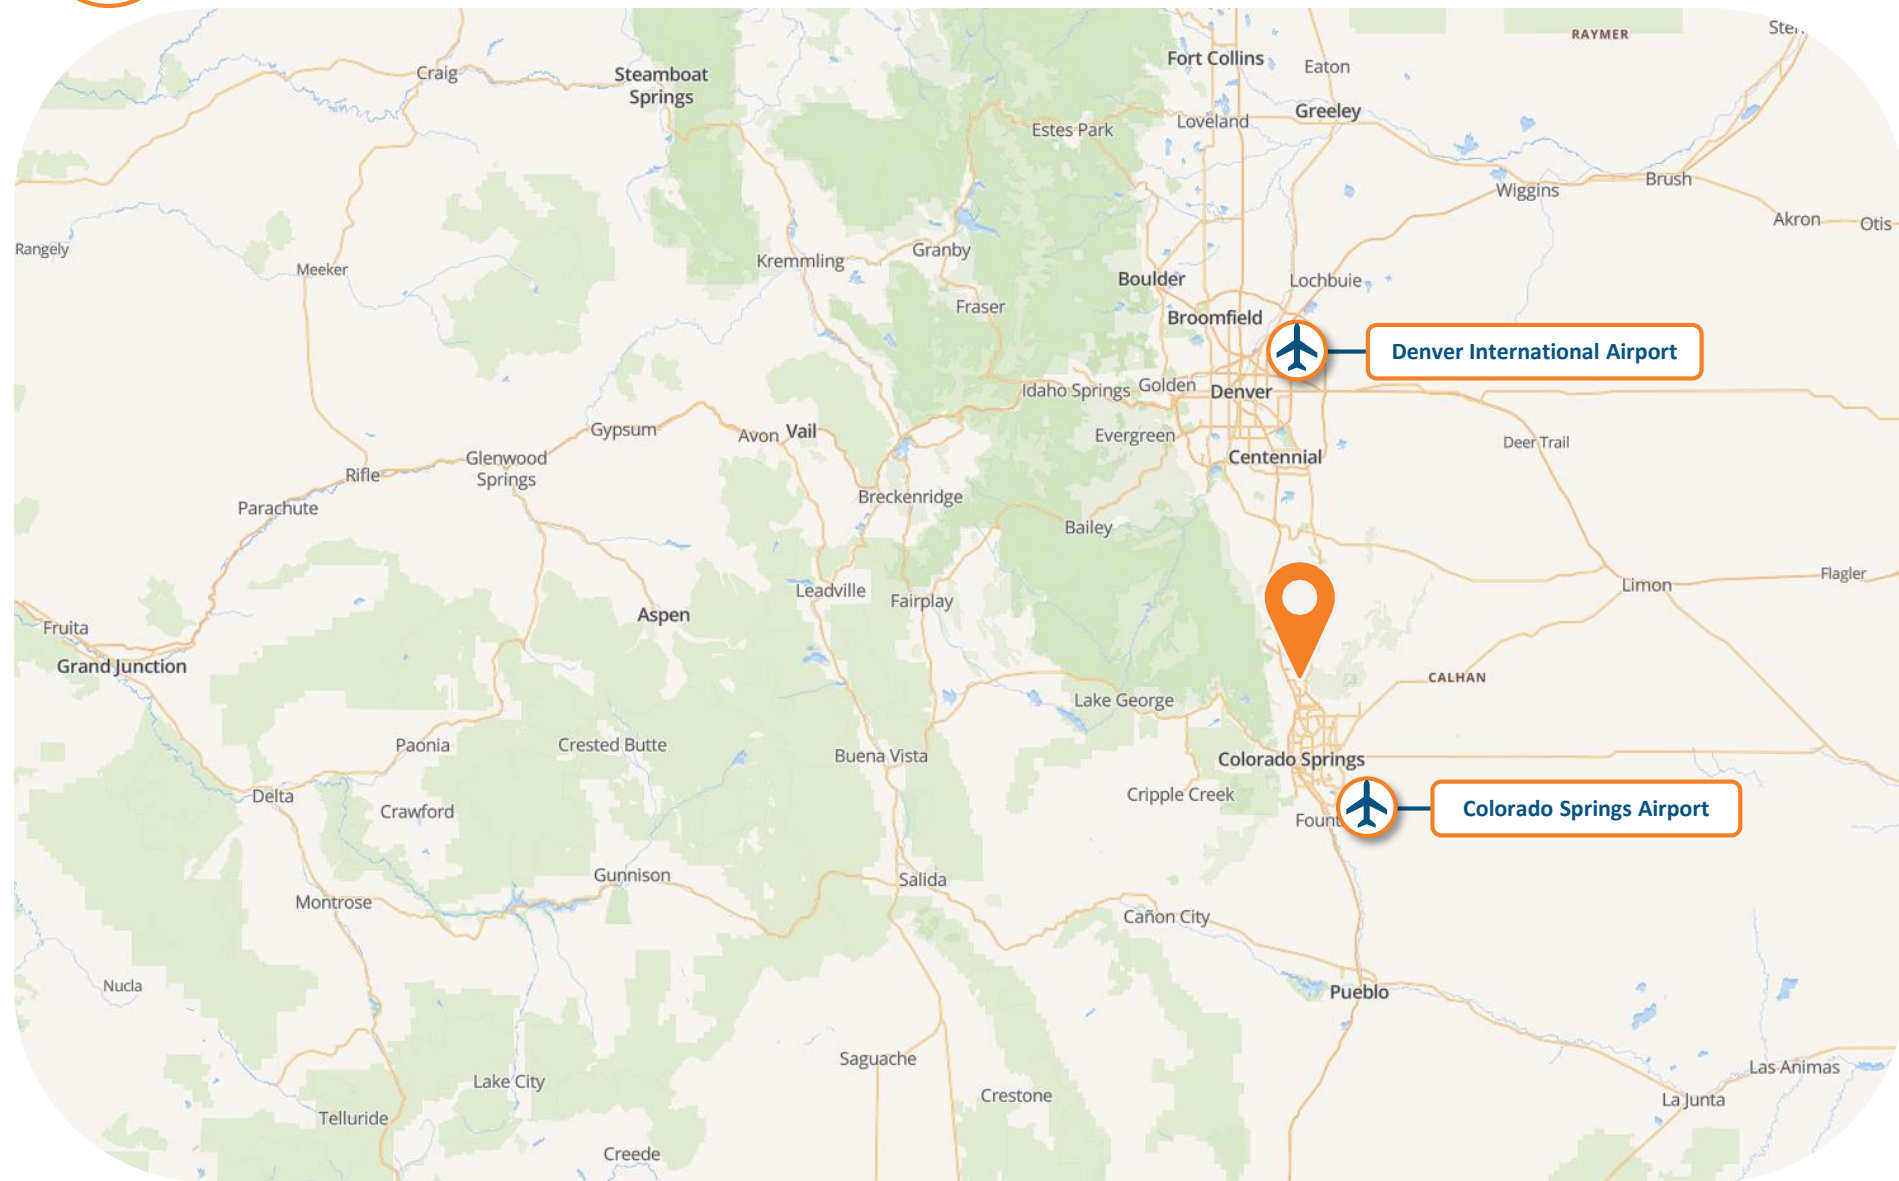 RAYMER
Fort Collins
Eaton
Craig
Steamboat
Springs
Greeley
Loveland
Estes Park
Brush
Wiggins
Akron
Otis
Rangely
Granby
Kremmling
Meeker
Boulder
Lochbuie
Fraser
Broomfield
Denver International Airport
Idaho Springs
Golden
Denver
Gypsum
Avon
Vail
Evergreen
Deer Trail
Centennial
Glenwood
Springs
Rifle
Breckenridge
Parachute
Bailey
Flagler
Limon
Leadville
Fairplay
Aspen
Fruita
Grand Junction
CALHAN
Lake George
Paonia
Crested Butte
Buena Vista
Colorado Springs
Delta
Cripple Creek
Crawford
Colorado Springs Airport
Gunnison
Salida
Montrose
Cañon City
Nucla
Pueblo
Saguache
Las Animas
Lake City
Crestone
La Junta
Telluride
Creede